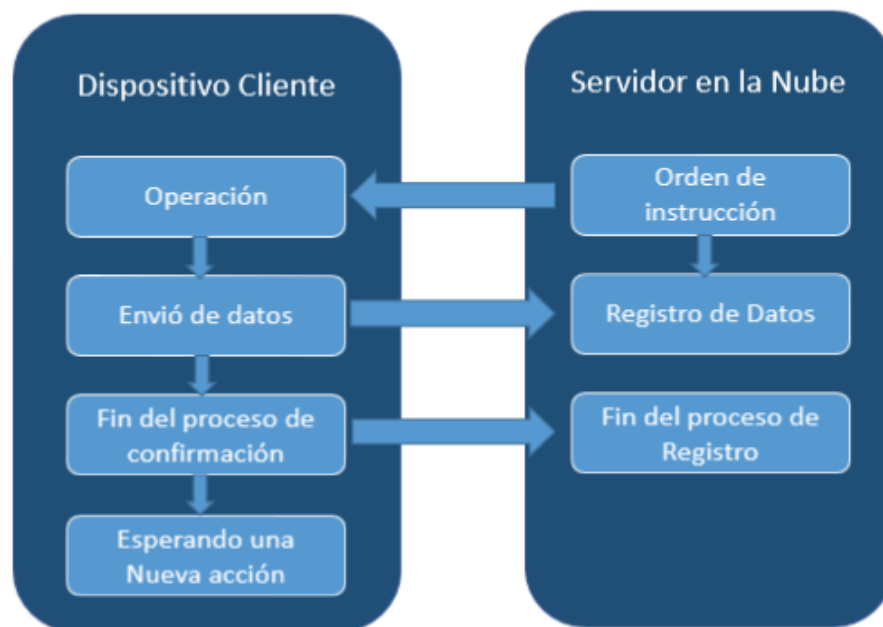 Dispositivo Cliente
Operación
Envió de datos
Fin del proceso de
confirmación
Esperando una
Nueva acción
Servidor en la Nube
Orden de
instrucción
Registro de Datos
Fin del proceso de
Registro